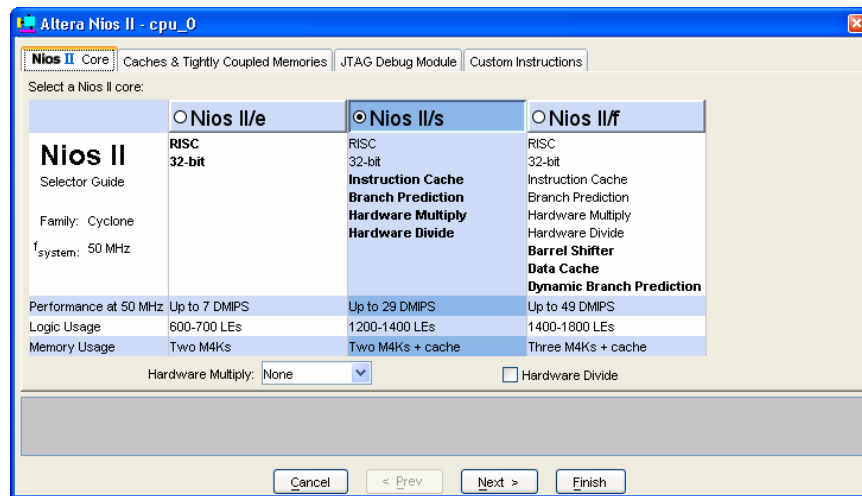 Altera Nios II - cpu_0
Nios II Core Caches & Tightly Coupled Memories JTAG Debug Module Custom Instructions
Select a Nios II core:
Nios II/e Nios II/s Nios II/f
Nios II
Selector Guide
Family: Cyclone
fsystem: 50 MHz
RISC
32-bit
RISC
32-bit
Instruction Cache
Branch Prediction
Hardware Multiply
Hardware Divide
RISC
32-bit
Instruction Cache
Branch Prediction
Hardware Multiply
Hardware Divide
Barrel Shifter
Data Cache
Dynamic Branch Prediction
Performance at 50 MHz Up to 7 DMIPS Up to 29 DMIPS Up to 49 DMIPS
Logic Usage 600-700 LEs 1200-1400 LEs 1400-1800 LEs
Memory Usage Two M4Ks Two M4Ks + cache Three M4Ks + cache
Hardware Multiply: None Hardware Divide
Cancel < Prev Next > Finish